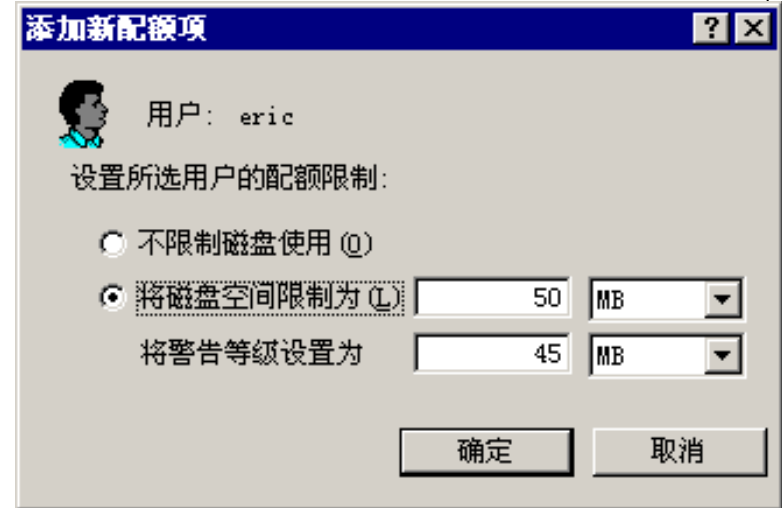 添加新配额项
用户: eric
设置所选用户的配额限制:
不限制磁盘使用(O)
将磁盘空间限制为(L) 50 MB
将警告等级设置为 45 MB
确定 取消